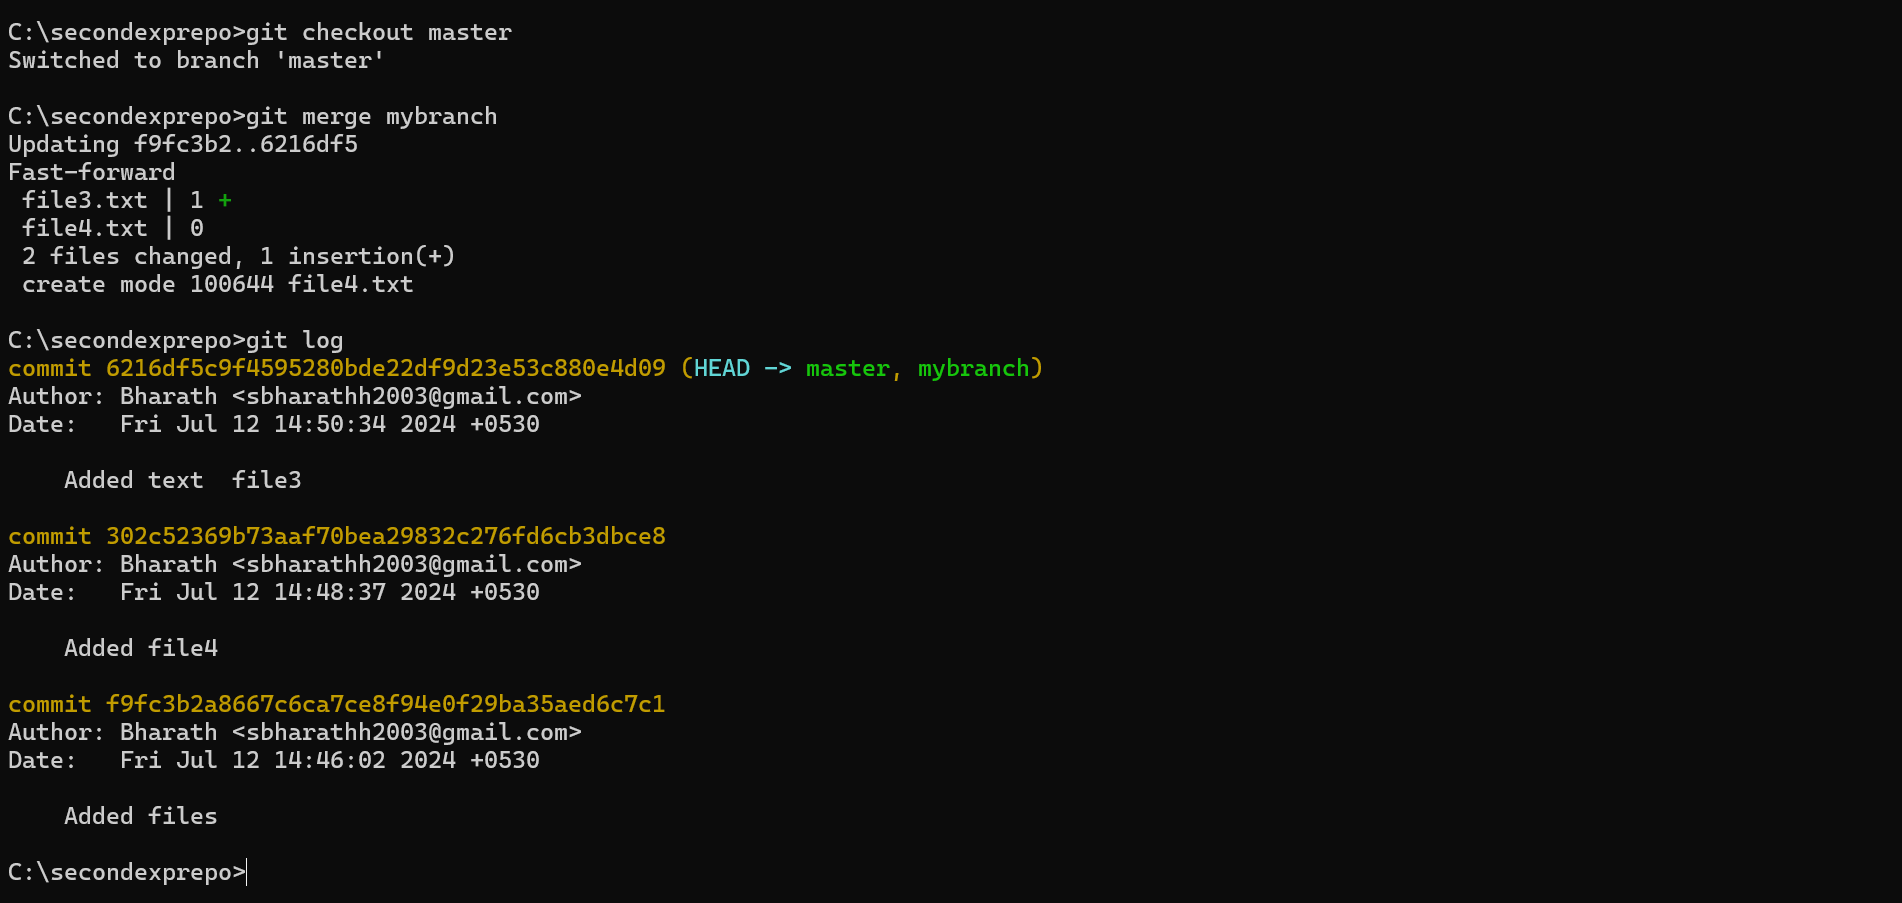 C:\secondexprepo>git checkout master
Switched to branch 'master'
C:\secondexprepo>git merge mybranch
Updating f9fc3b2..6216df5
Fast-forward
 file3.txt | 1 +
 file4.txt | 0
 2 files changed, 1 insertion(+)
 create mode 100644 file4.txt
C:\secondexprepo>git log
commit 6216df5c9f4595280bde22df9d23e53c880e4d09 (HEAD -> master, mybranch)
Author: Bharath <sbharathh2003@gmail.com>
Date:   Fri Jul 12 14:50:34 2024 +0530
    Added text  file3
commit 302c52369b73aaf70bea29832c276fd6cb3dbce8
Author: Bharath <sbharathh2003@gmail.com>
Date:   Fri Jul 12 14:48:37 2024 +0530
    Added file4
commit f9fc3b2a8667c6ca7ce8f94e0f29ba35aed6c7c1
Author: Bharath <sbharathh2003@gmail.com>
Date:   Fri Jul 12 14:46:02 2024 +0530
    Added files
C:\secondexprepo>